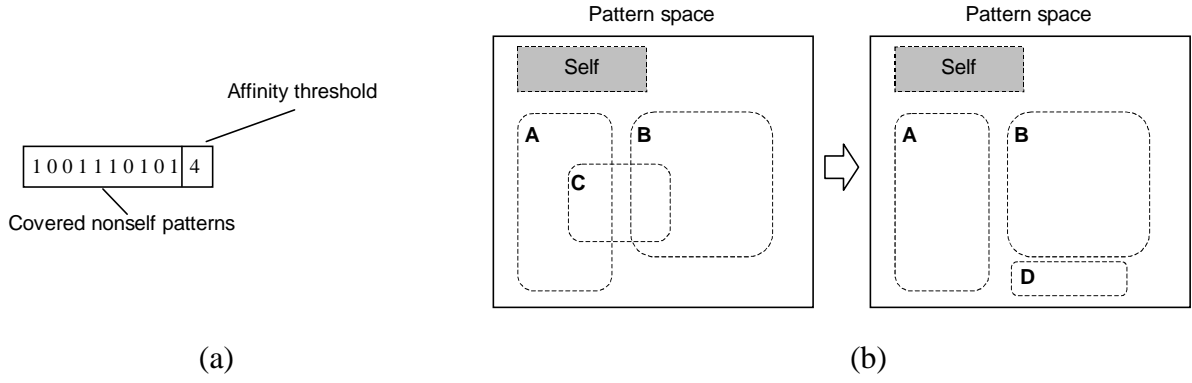 Affinity threshold
1 0 0 1 1 1 0 1 0 1 4
Covered nonself patterns
(a)
Pattern space
Self
A
B
C
Pattern space
Self
A
B
D
(b)